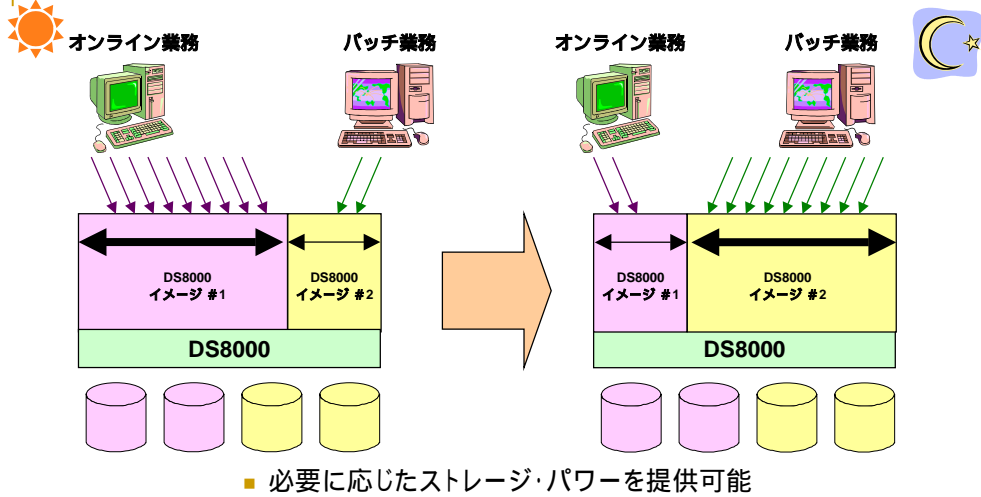 オンライン業務
バッチ業務
オンライン業務
バッチ業務
DS8000
イメージ #1
DS8000
イメージ #2
DS8000
イメージ #1
DS8000
イメージ #2
DS8000
DS8000
■ 必要に応じたストレージ・パワーを提供可能